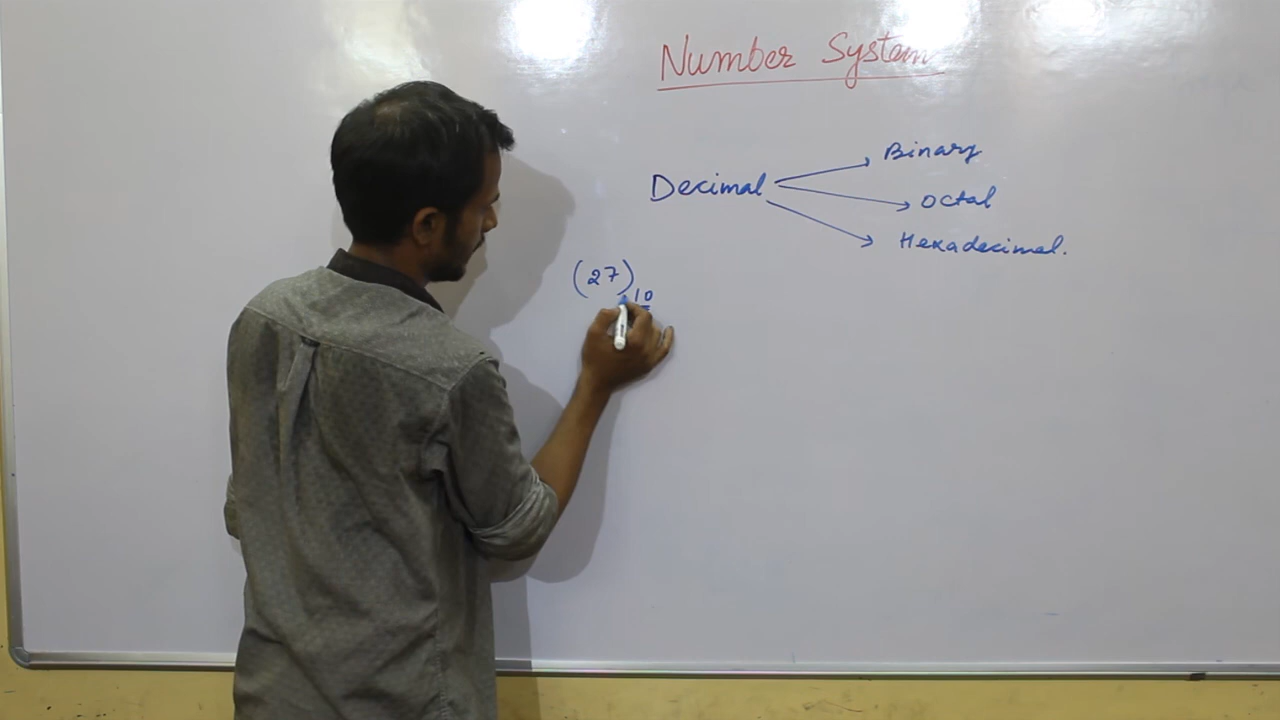 Number System
Decimal
Binary
Octal
Hexadecimal.
(27)10